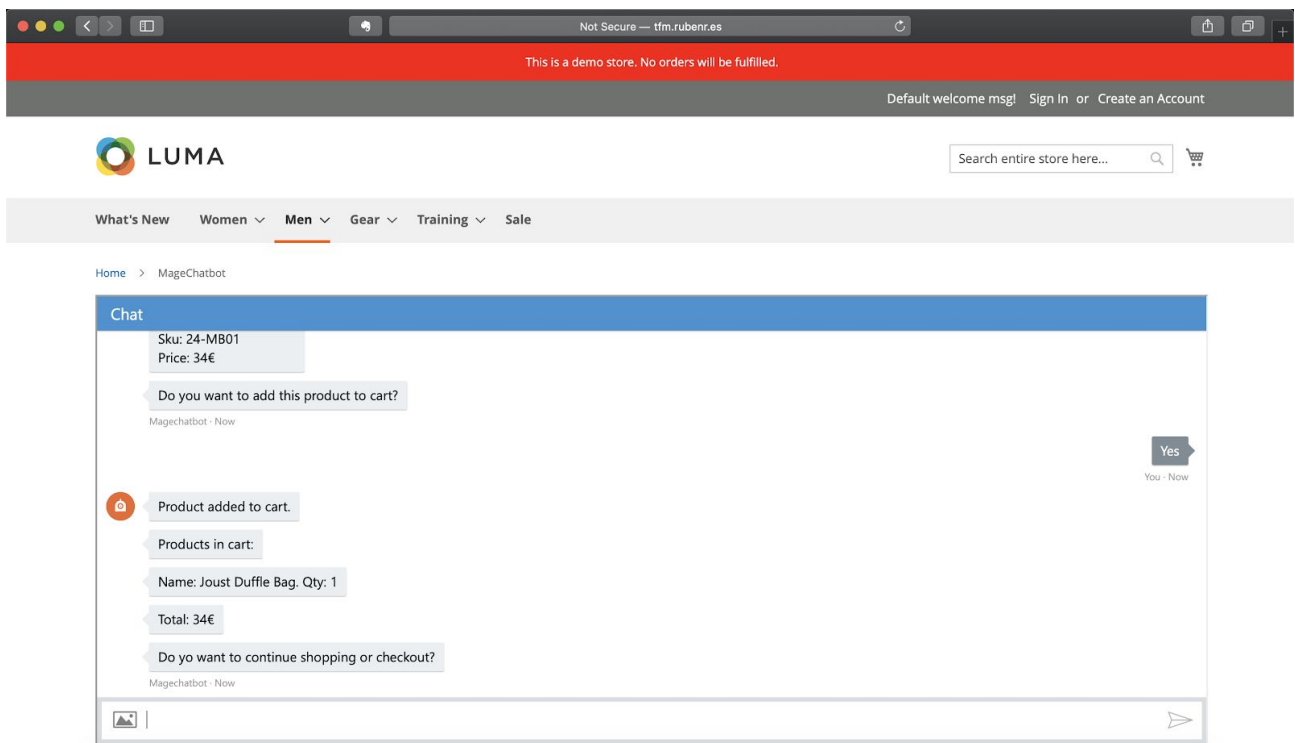 Not Secure — tfm.rubenr.es
This is a demo store. No orders will be fulfilled.
Default welcome msg! Sign In or Create an Account
LUMA
Search entire store here...
What's New Women Men Gear Training Sale
Home > MageChatbot
Chat
Sku: 24-MB01
Price: 34€
Do you want to add this product to cart?
Magechatbot · Now
Yes
You · Now
Product added to cart.
Products in cart:
Name: Joust Duffle Bag. Qty: 1
Total: 34€
Do yo want to continue shopping or checkout?
Magechatbot · Now